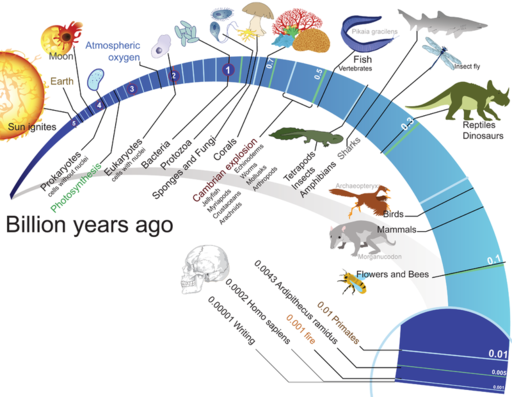 Moon
Earth
Sun ignites
Atmospheric
oxygen
5
4
3
2
1
0.7
0.5
0.3
0.1
Pikaia gracilens
Fish
Vertebrates
Insect fly
Reptiles
Dinosaurs
Prokaryotes
cells without nuclei
Photosynthesis
Eukaryotes
cells with nuclei
Bacteria
Protozoa
Sponges and Fungi
Corals
Cambrian explosion
Jellyfish
Echinoderms
Myriapods
Worms
Crustaceans
Mollusks
Arachnids
Arthropods
Tetrapods
Insects
Amphibians
Sharks
Archaeopteryx
Birds
Mammals
Morganucodon
Flowers and Bees
Billion years ago
0.01 Primates
0.0043 Ardipithecus ramidus
0.001 fire
0.0002 Homo sapiens
0.00001 Writing
0.01
0.005
0.001